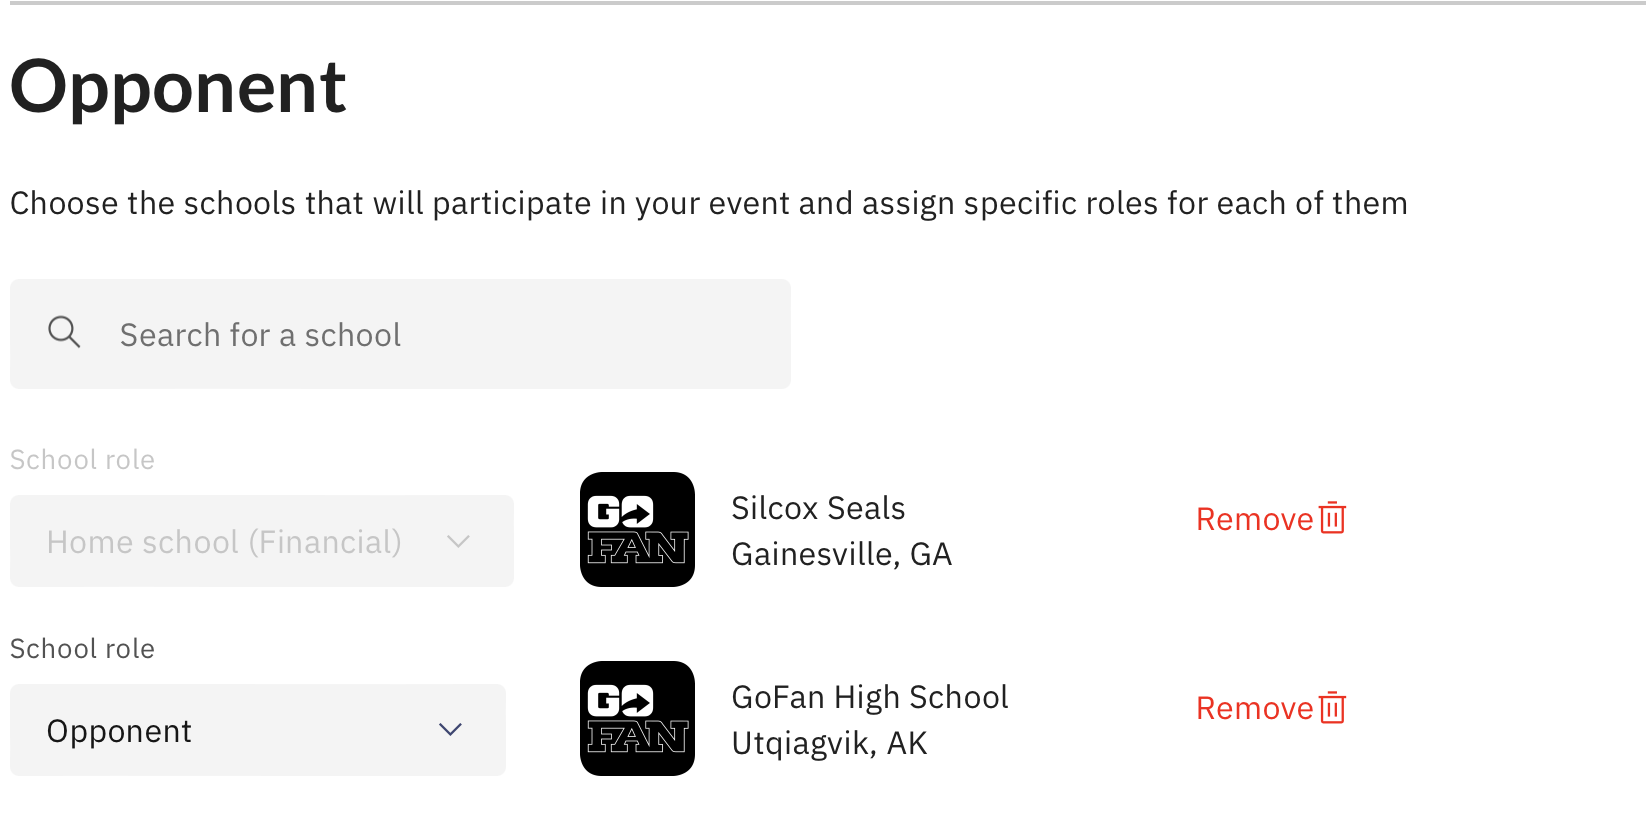 Opponent
Choose the schools that will participate in your event and assign specific roles for each of them
Search for a school
School role
Home school (Financial)
GO
FAN
Silcox Seals
Gainesville, GA
Remove
School role
Opponent
GO
FAN
GoFan High School
Utqiagvik, AK
Remove